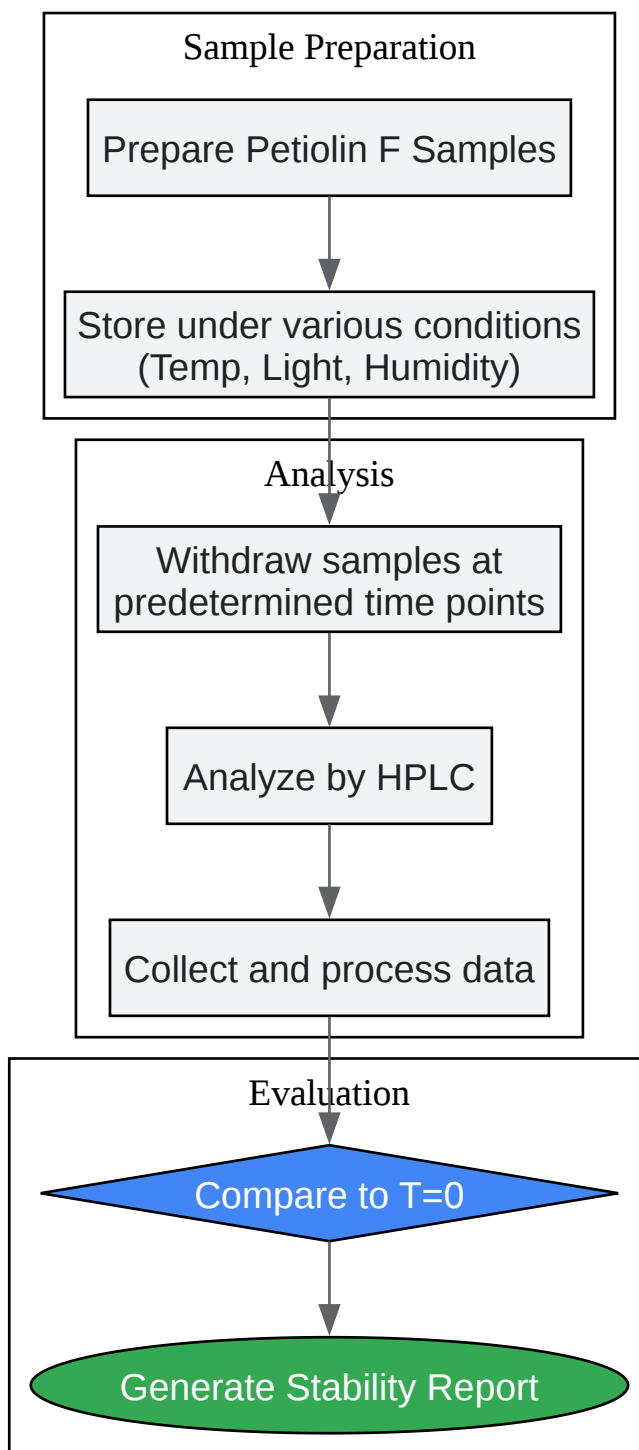 Sample Preparation
Prepare Petiolin F Samples
Store under various conditions
(Temp, Light, Humidity)
Analysis
Withdraw samples at
predetermined time points
Analyze by HPLC
Collect and process data
Evaluation
Compare to T=0
Generate Stability Report